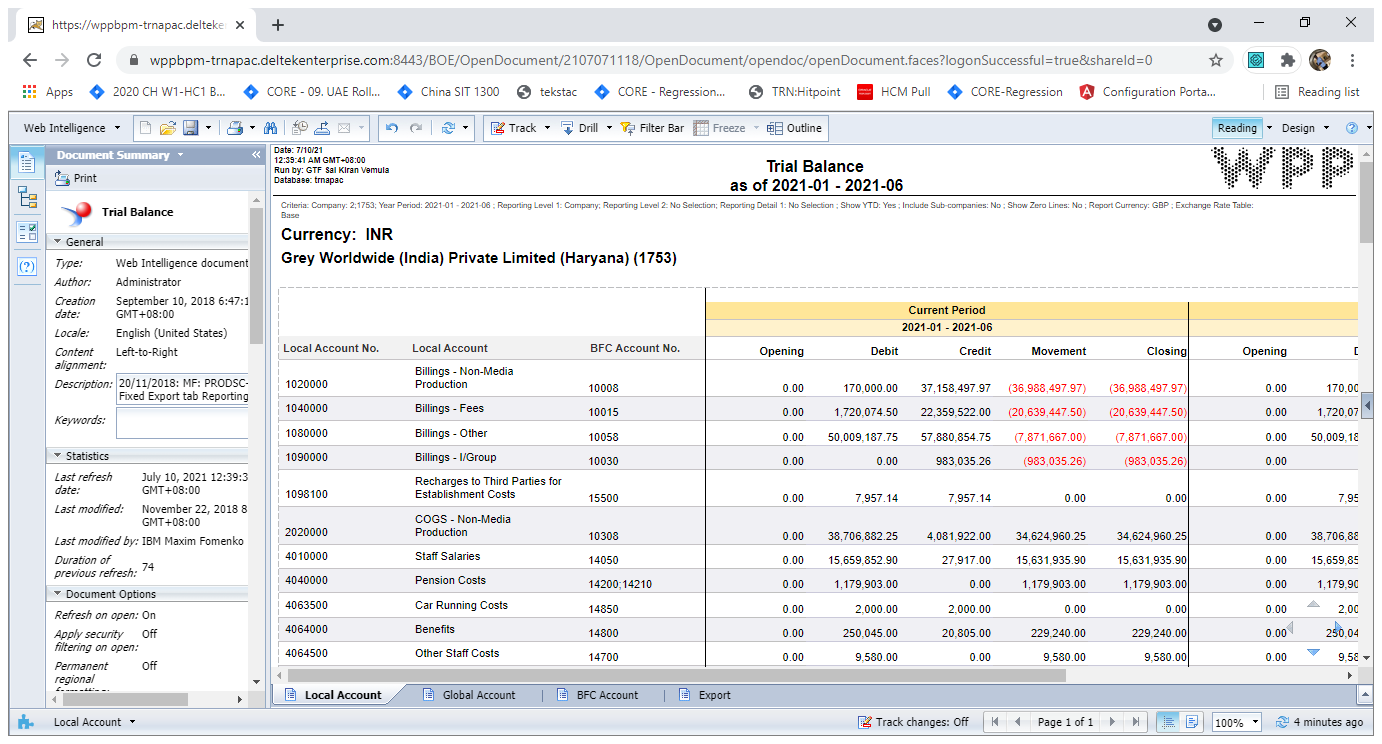 https://wppbpm-trnapac.deltek
wppbpm-trnapac.deltekenterprise.com:8443/BOE/OpenDocument/2107071118/OpenDocument/opendoc/openDocument.faces?logonSuccessful=true&shareId=0
Apps 2020 CH W1-HC1 B... CORE - 09. UAE Roll... China SIT 1300 tekstac CORE - Regression... TRN:Hitpoint HCM Pull CORE-Regression Configuration Porta... Reading list
Web Intelligence Track Drill Filter Bar Freeze Outline Reading Design
Document Summary
Print
Trial Balance
General
Type: Web Intelligence document
Author: Administrator
Creation date: September 10, 2018 6:47:1
GMT+08:00
Locale: English (United States)
Content alignment: Left-to-Right
Description: 20/11/2018: MF: PRODSC-
Fixed Export tab Reporting
Keywords:
Statistics
Last refresh date: July 10, 2021 12:39:3
GMT+08:00
Last modified: November 22, 2018 8
GMT+08:00
Last modified by: IBM Maxim Fomenko
Duration of previous refresh: 74
Document Options
Refresh on open: On
Apply security filtering on open: Off
Permanent regional formatting: Off
Date: 7/10/21
12:39:41 AM GMT+08:00
Run by: GTF Sai Kiran Vemula
Database: trnapac
Trial Balance
as of 2021-01 - 2021-06
WPP
Criteria: Company: 2;1753; Year Period: 2021-01 - 2021-06 ; Reporting Level 1: Company; Reporting Level 2: No Selection; Reporting Detail 1: No Selection ; Show YTD: Yes ; Include Sub-companies: No ; Show Zero Lines: No ; Report Currency: GBP ; Exchange Rate Table:
Base
Currency: INR
Grey Worldwide (India) Private Limited (Haryana) (1753)
Current Period
2021-01 - 2021-06
Local Account No. Local Account BFC Account No. Opening Debit Credit Movement Closing Opening D
1020000 Billings - Non-Media Production 10008 0.00 170,000.00 37,158,497.97 (36,988,497.97) (36,988,497.97) 0.00 170,00
1040000 Billings - Fees 10015 0.00 1,720,074.50 22,359,522.00 (20,639,447.50) (20,639,447.50) 0.00 1,720,07
1080000 Billings - Other 10058 0.00 50,009,187.75 57,880,854.75 (7,871,667.00) (7,871,667.00) 0.00 50,009,18
1090000 Billings - I/Group 10030 0.00 0.00 983,035.26 (983,035.26) (983,035.26) 0.00
1098100 Recharges to Third Parties for Establishment Costs 15500 0.00 7,957.14 7,957.14 0.00 0.00 0.00 7,95
2020000 COGS - Non-Media Production 10308 0.00 38,706,882.25 4,081,922.00 34,624,960.25 34,624,960.25 0.00 38,706,88
4010000 Staff Salaries 14050 0.00 15,659,852.90 27,917.00 15,631,935.90 15,631,935.90 0.00 15,659,85
4040000 Pension Costs 14200;14210 0.00 1,179,903.00 0.00 1,179,903.00 1,179,903.00 0.00 1,179,90
4063500 Car Running Costs 14850 0.00 2,000.00 2,000.00 0.00 0.00 0.00 2,00
4064000 Benefits 14800 0.00 250,045.00 20,805.00 229,240.00 229,240.00 0.00 250,04
4064500 Other Staff Costs 14700 0.00 9,580.00 0.00 9,580.00 9,580.00 0.00 9,58
Local Account Global Account BFC Account Export
Local Account Track changes: Off Page 1 of 1 100% 4 minutes ago